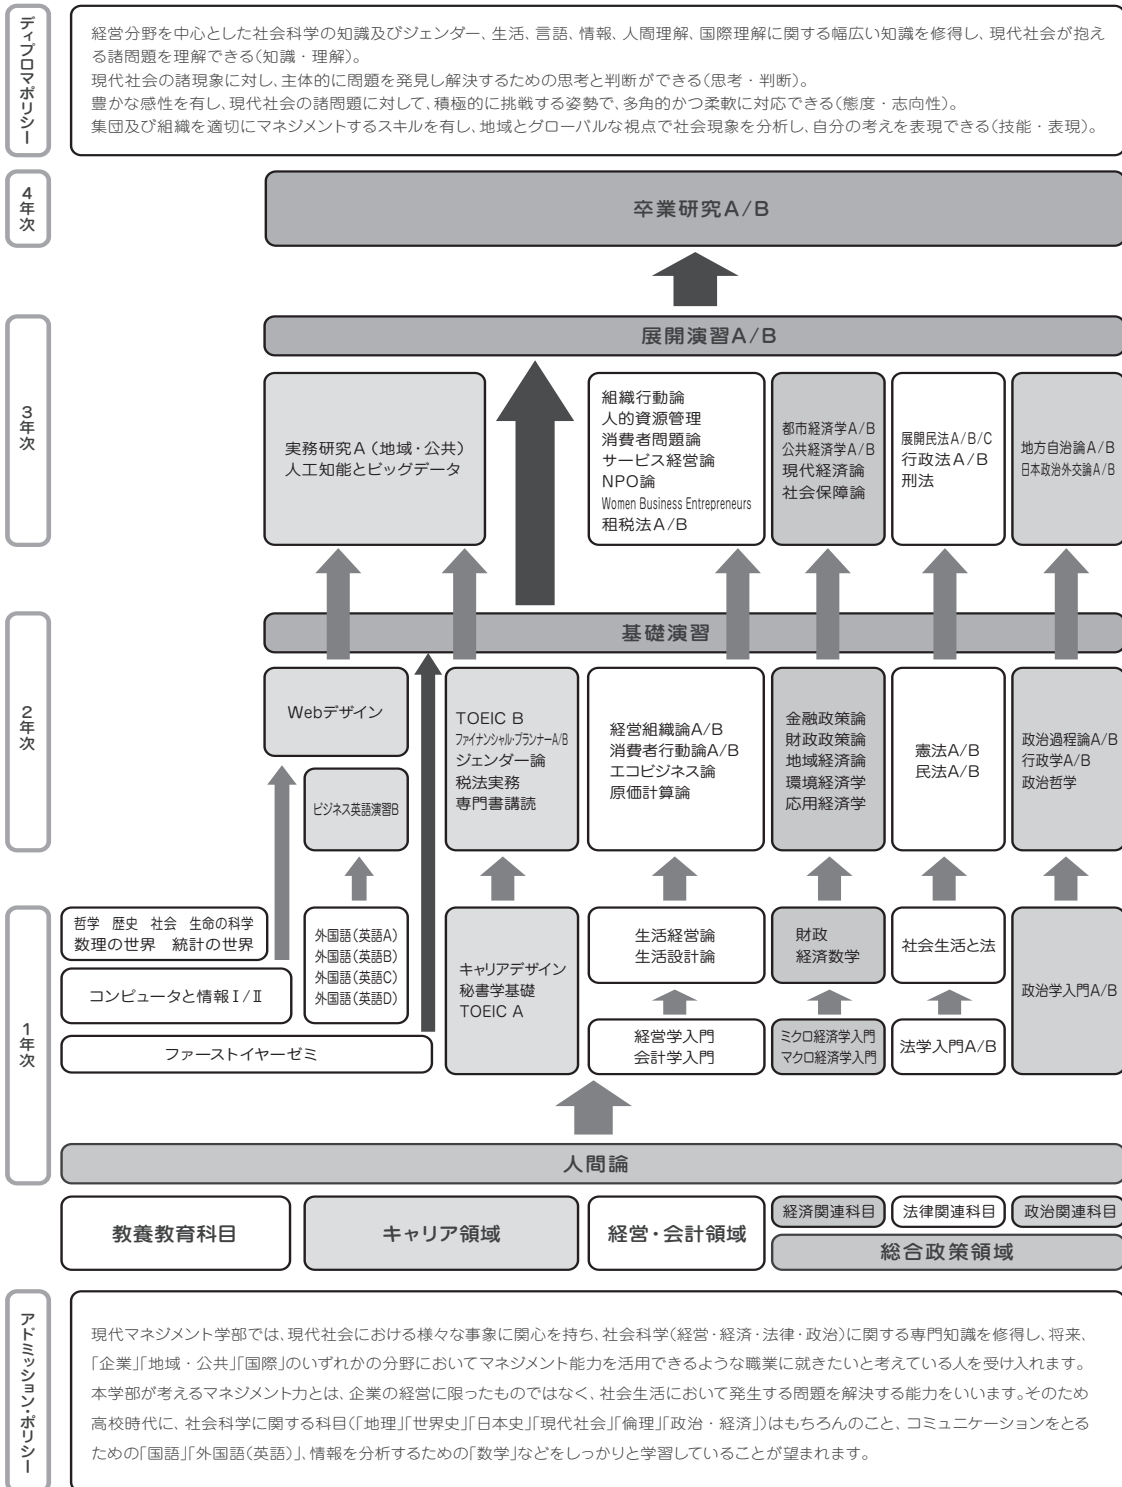 ディプロマポリシー
経営分野を中心とした社会科学の知識及びジェンダー、生活、言語、情報、人間理解、国際理解に関する幅広い知識を修得し、現代社会が抱え
る諸問題を理解できる(知識・理解)。
現代社会の諸現象に対し、主体的に問題を発見し解決するための思考と判断ができる(思考・判断)。
豊かな感性を有し、現代社会の諸問題に対して、積極的に挑戦する姿勢で、多角的かつ柔軟に対応できる(態度・志向性)。
集団及び組織を適切にマネジメントするスキルを有し、地域とグローバルな視点で社会現象を分析し、自分の考えを表現できる(技能・表現)。
4年次
卒業研究A/B
3年次
展開演習A/B
実務研究A(地域・公共)
人工知能とビッグデータ
組織行動論
人的資源管理
消費者問題論
サービス経営論
NPO論
Women Business Entrepreneurs
租税法A/B
都市経済学A/B
公共経済学A/B
現代経済論
社会保障論
展開民法A/B/C
行政法A/B
刑法
地方自治論A/B
日本政治外交論A/B
2年次
基礎演習
Webデザイン
ビジネス英語演習B
TOEIC B
ファイナンシャル・プランナーA/B
ジェンダー論
税法実務
専門書講読
経営組織論A/B
消費者行動論A/B
エコビジネス論
原価計算論
金融政策論
財政政策論
地域経済論
環境経済学
応用経済学
憲法A/B
民法A/B
政治過程論A/B
行政学A/B
政治哲学
1年次
哲学 歴史 社会 生命の科学
数理の世界 統計の世界
コンピュータと情報Ⅰ/Ⅱ
ファーストイヤーゼミ
外国語(英語A)
外国語(英語B)
外国語(英語C)
外国語(英語D)
キャリアデザイン
秘書学基礎
TOEIC A
生活経営論
生活設計論
経営学入門
会計学入門
財政
経済数学
ミクロ経済学入門
マクロ経済学入門
社会生活と法
法学入門A/B
政治学入門A/B
人間論
教養教育科目
キャリア領域
経営・会計領域
経済関連科目
法律関連科目
政治関連科目
総合政策領域
アドミッション・ポリシー
現代マネジメント学部では、現代社会における様々な事象に関心を持ち、社会科学(経営・経済・法律・政治)に関する専門知識を修得し、将来、
「企業」「地域・公共」「国際」のいずれかの分野においてマネジメント能力を活用できるような職業に就きたいと考えている人を受け入れます。
本学部が考えるマネジメント力とは、企業の経営に限ったものではなく、社会生活において発生する問題を解決する能力をいいます。そのため
高校時代に、社会科学に関する科目(「地理」「世界史」「日本史」「現代社会」「倫理」「政治・経済」)はもちろんのこと、コミュニケーションをとる
ための「国語」「外国語(英語)」、情報を分析するための「数学」などをしっかりと学習していることが望まれます。